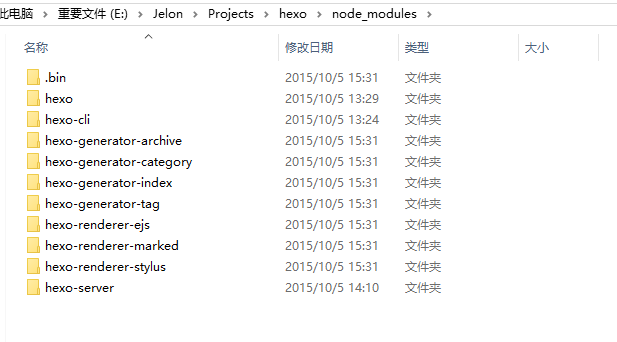 此电脑 > 重要文件 (E:) > Jelon > Projects > hexo > node_modules >
名称 修改日期 类型 大小
.bin 2015/10/5 15:31 文件夹
hexo 2015/10/5 13:29 文件夹
hexo-cli 2015/10/5 13:24 文件夹
hexo-generator-archive 2015/10/5 15:31 文件夹
hexo-generator-category 2015/10/5 15:31 文件夹
hexo-generator-index 2015/10/5 15:31 文件夹
hexo-generator-tag 2015/10/5 15:31 文件夹
hexo-renderer-ejs 2015/10/5 15:31 文件夹
hexo-renderer-marked 2015/10/5 15:31 文件夹
hexo-renderer-stylus 2015/10/5 15:31 文件夹
hexo-server 2015/10/5 14:10 文件夹